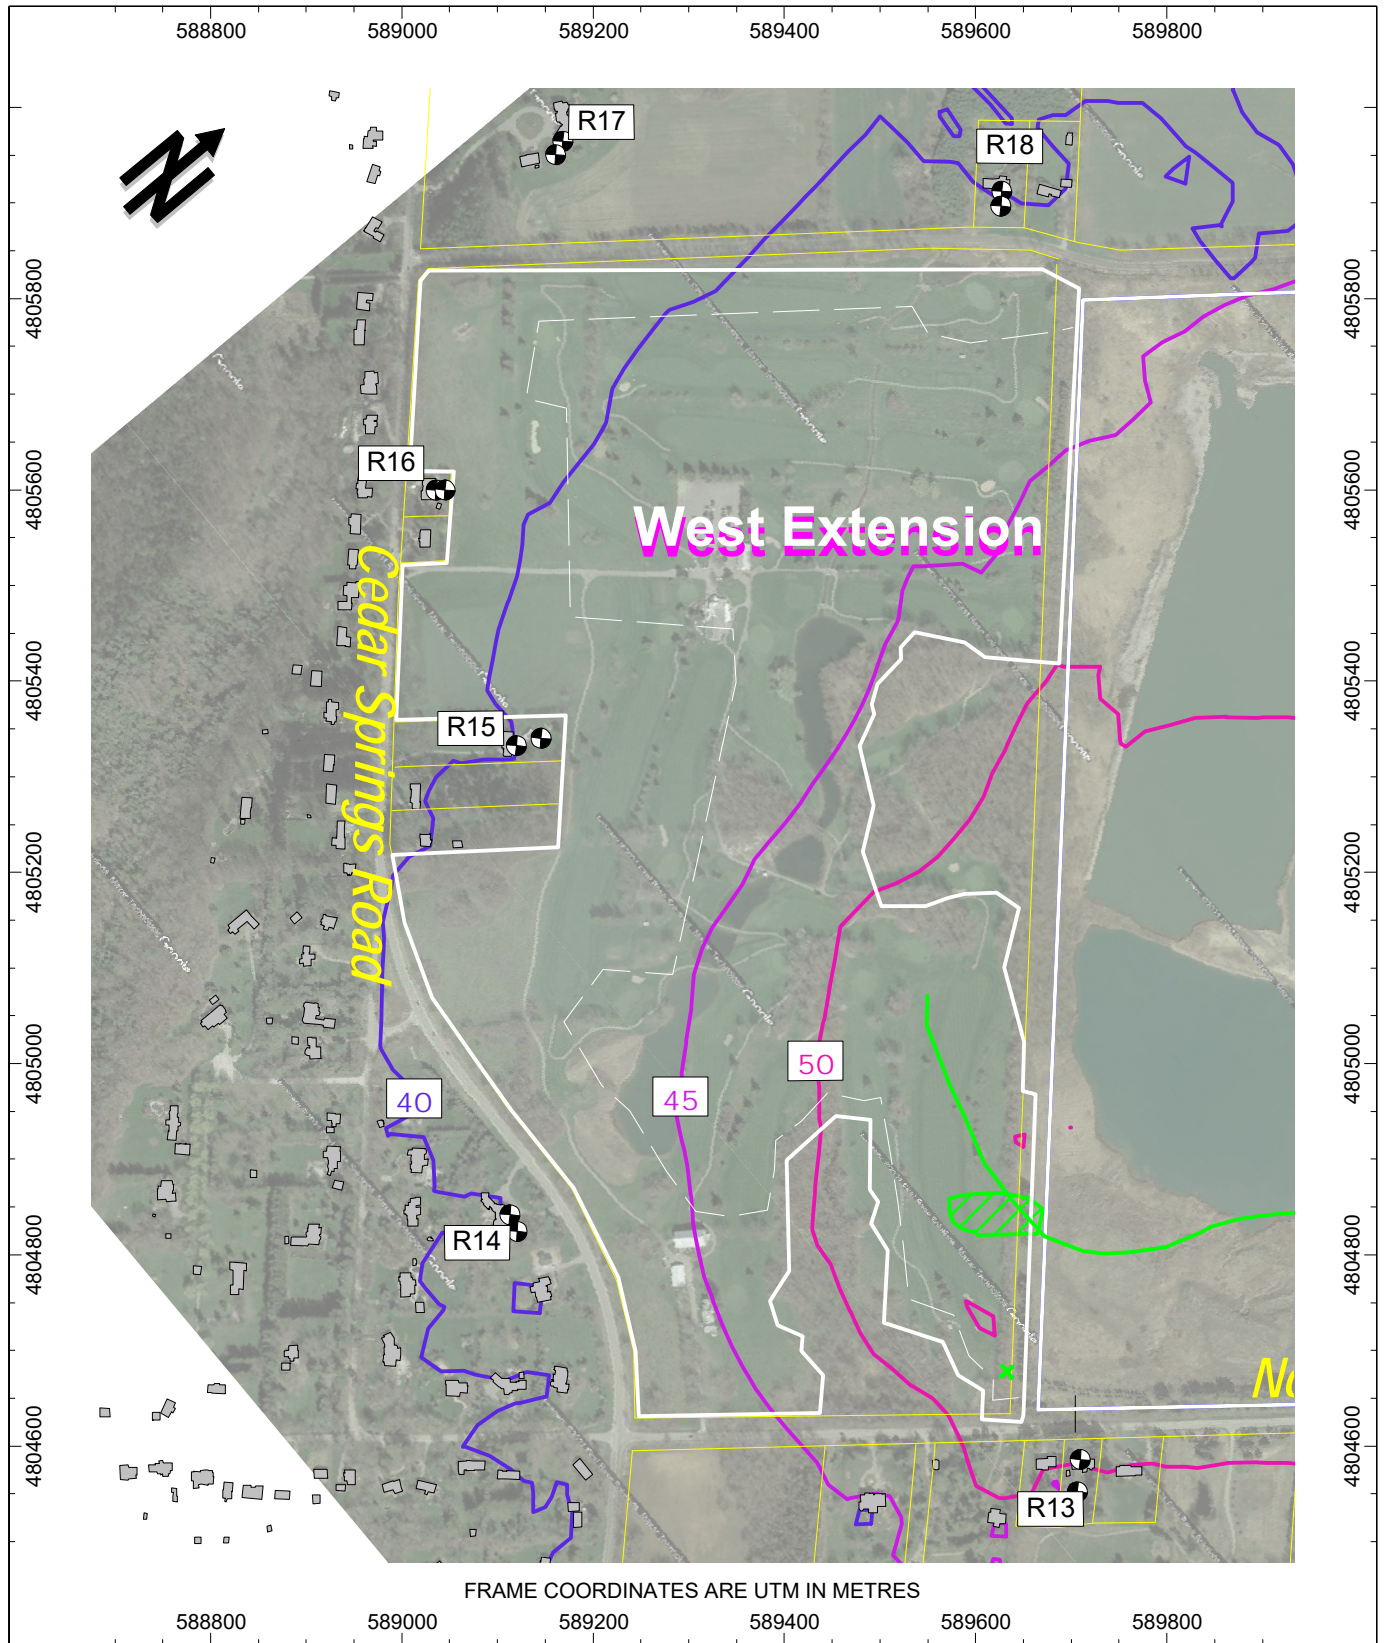 588800 589000 589200 589400 589600 589800
R17
R18
4805800 4805800
R16
4805600 4805600
West Extension
Cedar Springs Road
4805400 4805400
R15
4805200 4805200
4805000 4805000
50
45
40
R14
4804800 4804800
4804600 4804600
R13
FRAME COORDINATES ARE UTM IN METRES
588800 589000 589200 589400 589600 589800